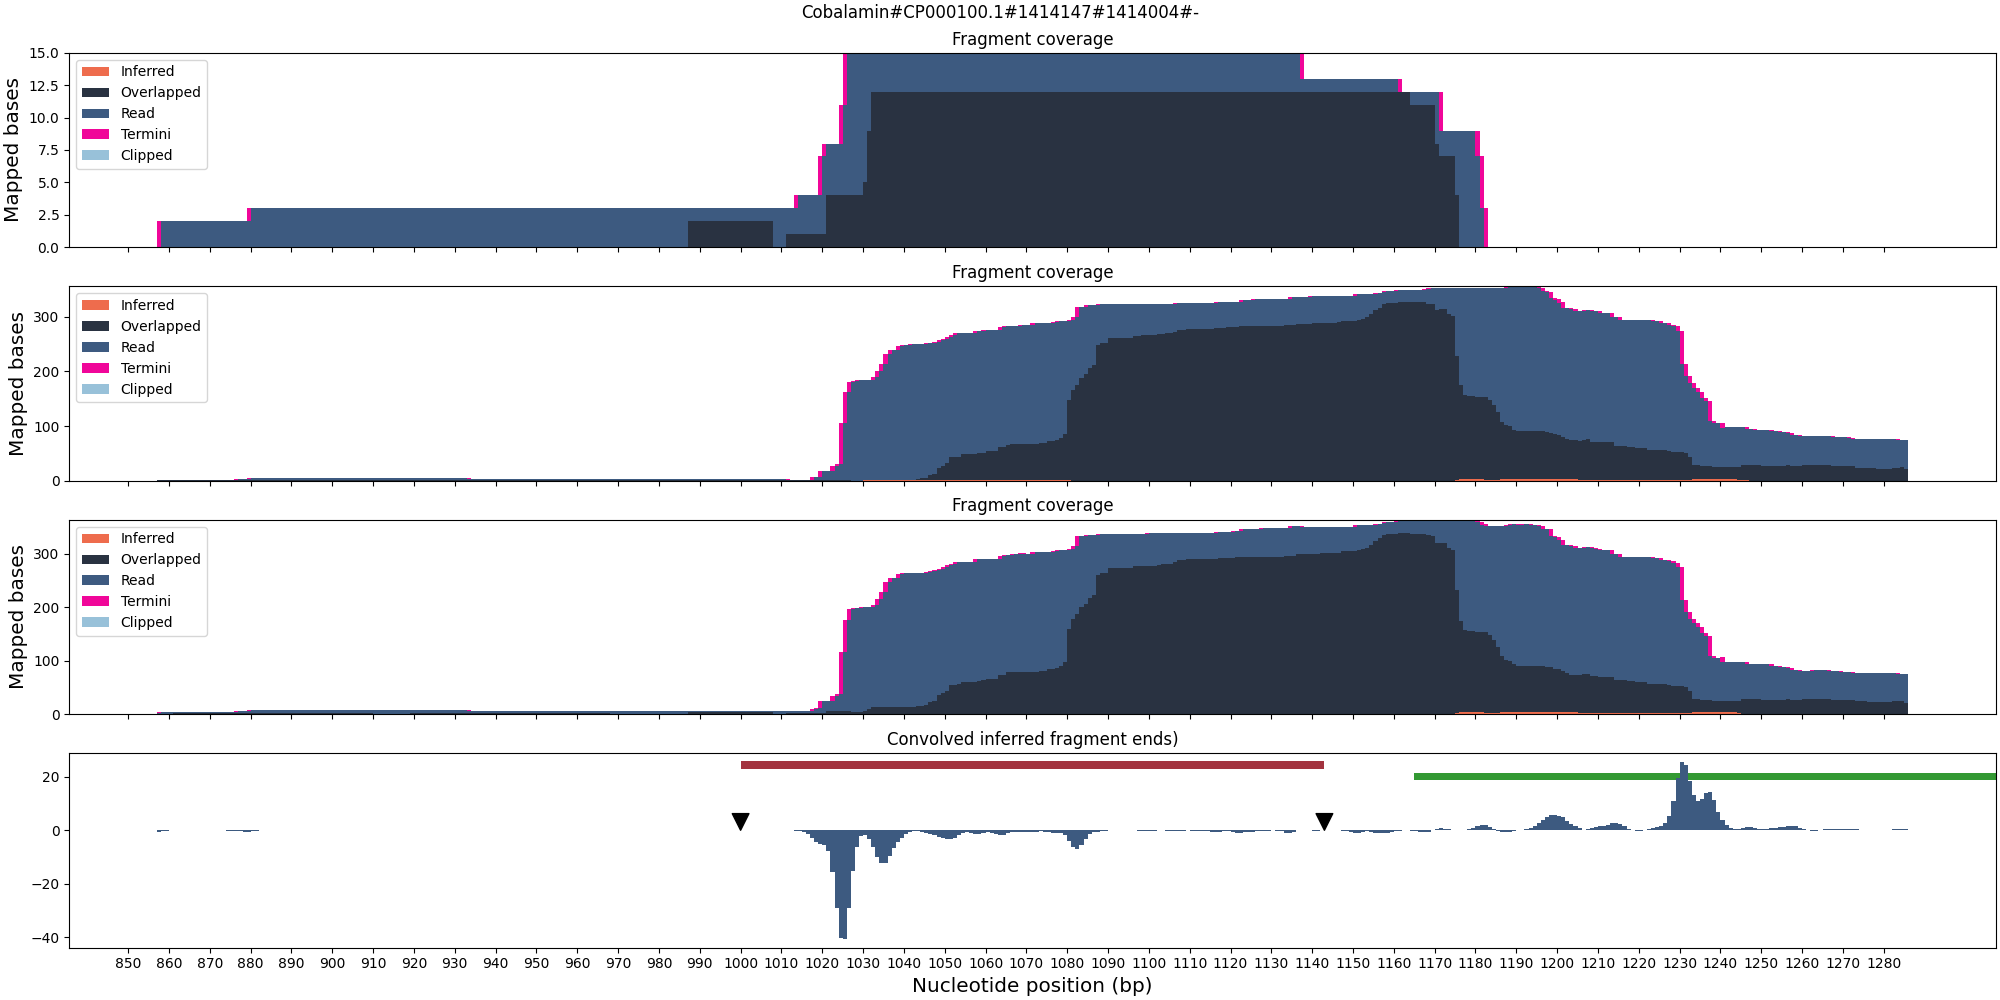 Cobalamin#CP000100.1#1414147#1414004#-
Fragment coverage
Mapped bases
15.0
12.5
10.0
7.5
5.0
2.5
0.0
Inferred
Overlapped
Read
Termini
Clipped
Fragment coverage
Mapped bases
300
200
100
0
Inferred
Overlapped
Read
Termini
Clipped
Fragment coverage
Mapped bases
300
200
100
0
Inferred
Overlapped
Read
Termini
Clipped
Convolved inferred fragment ends)
20
0
−20
−40
850 860 870 880 890 900 910 920 930 940 950 960 970 980 990 1000 1010 1020 1030 1040 1050 1060 1070 1080 1090 1100 1110 1120 1130 1140 1150 1160 1170 1180 1190 1200 1210 1220 1230 1240 1250 1260 1270 1280
Nucleotide position (bp)